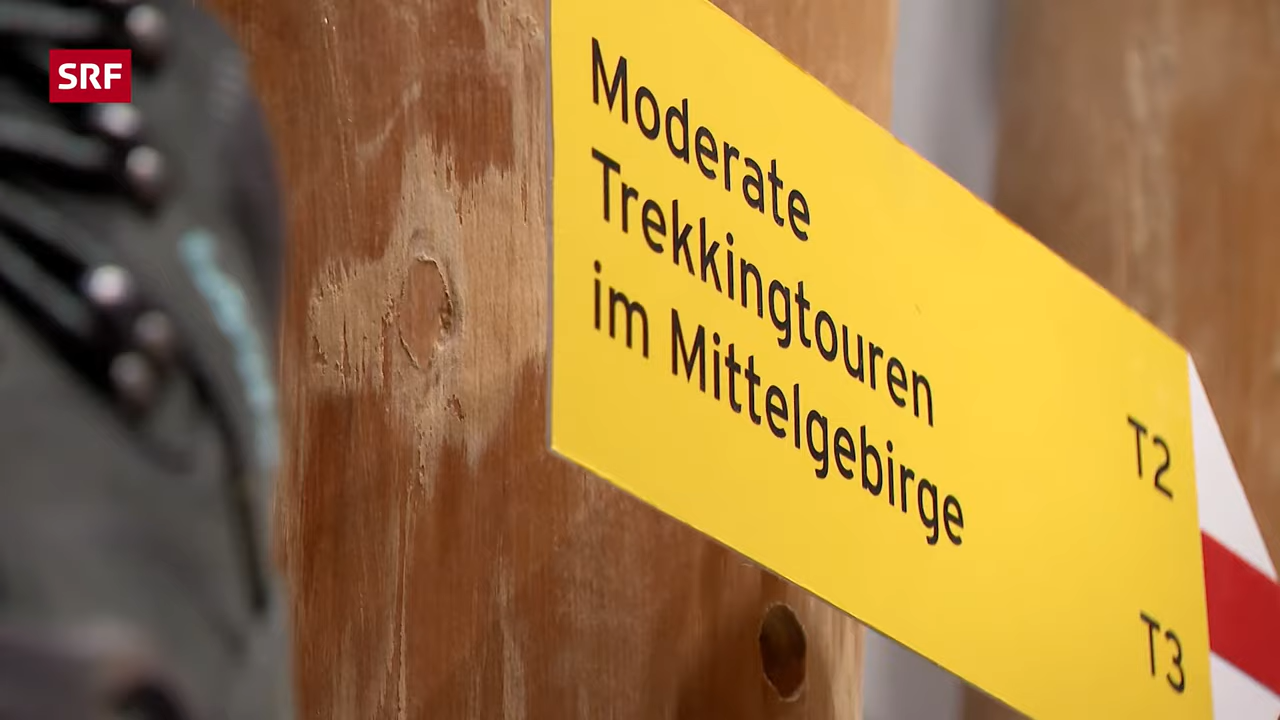 SRF
Moderate
Trekkingtouren
im Mittelgebirge
T2
T3